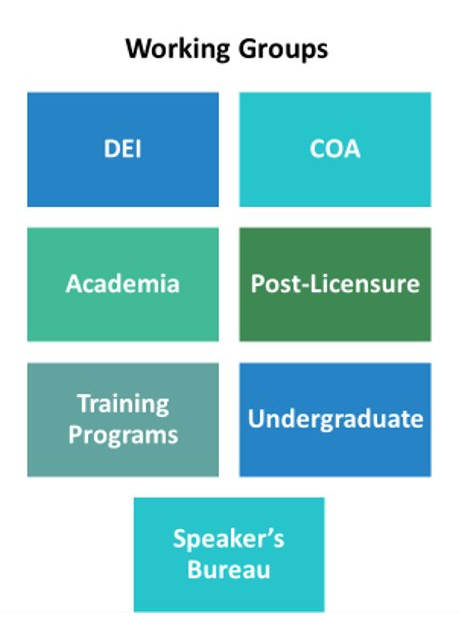 Working Groups
DEI
COA
Academia
Post-Licensure
Training
Programs
Undergraduate
Speaker’s
Bureau